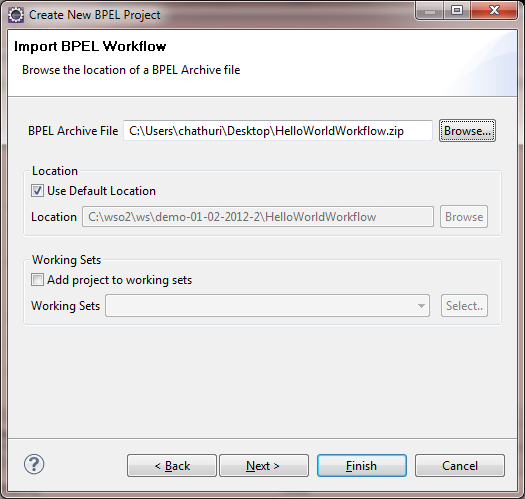 Create New BPEL Project
Import BPEL Workflow
Browse the location of a BPEL Archive file
BPEL Archive File C:\Users\chathuri\Desktop\HelloWorldWorkflow.zip Browse...
Location
Use Default Location
Location C:\wso2\ws\demo-01-02-2012-2\HelloWorldWorkflow Browse
Working Sets
Add project to working sets
Working Sets Select..
? < Back Next > Finish Cancel